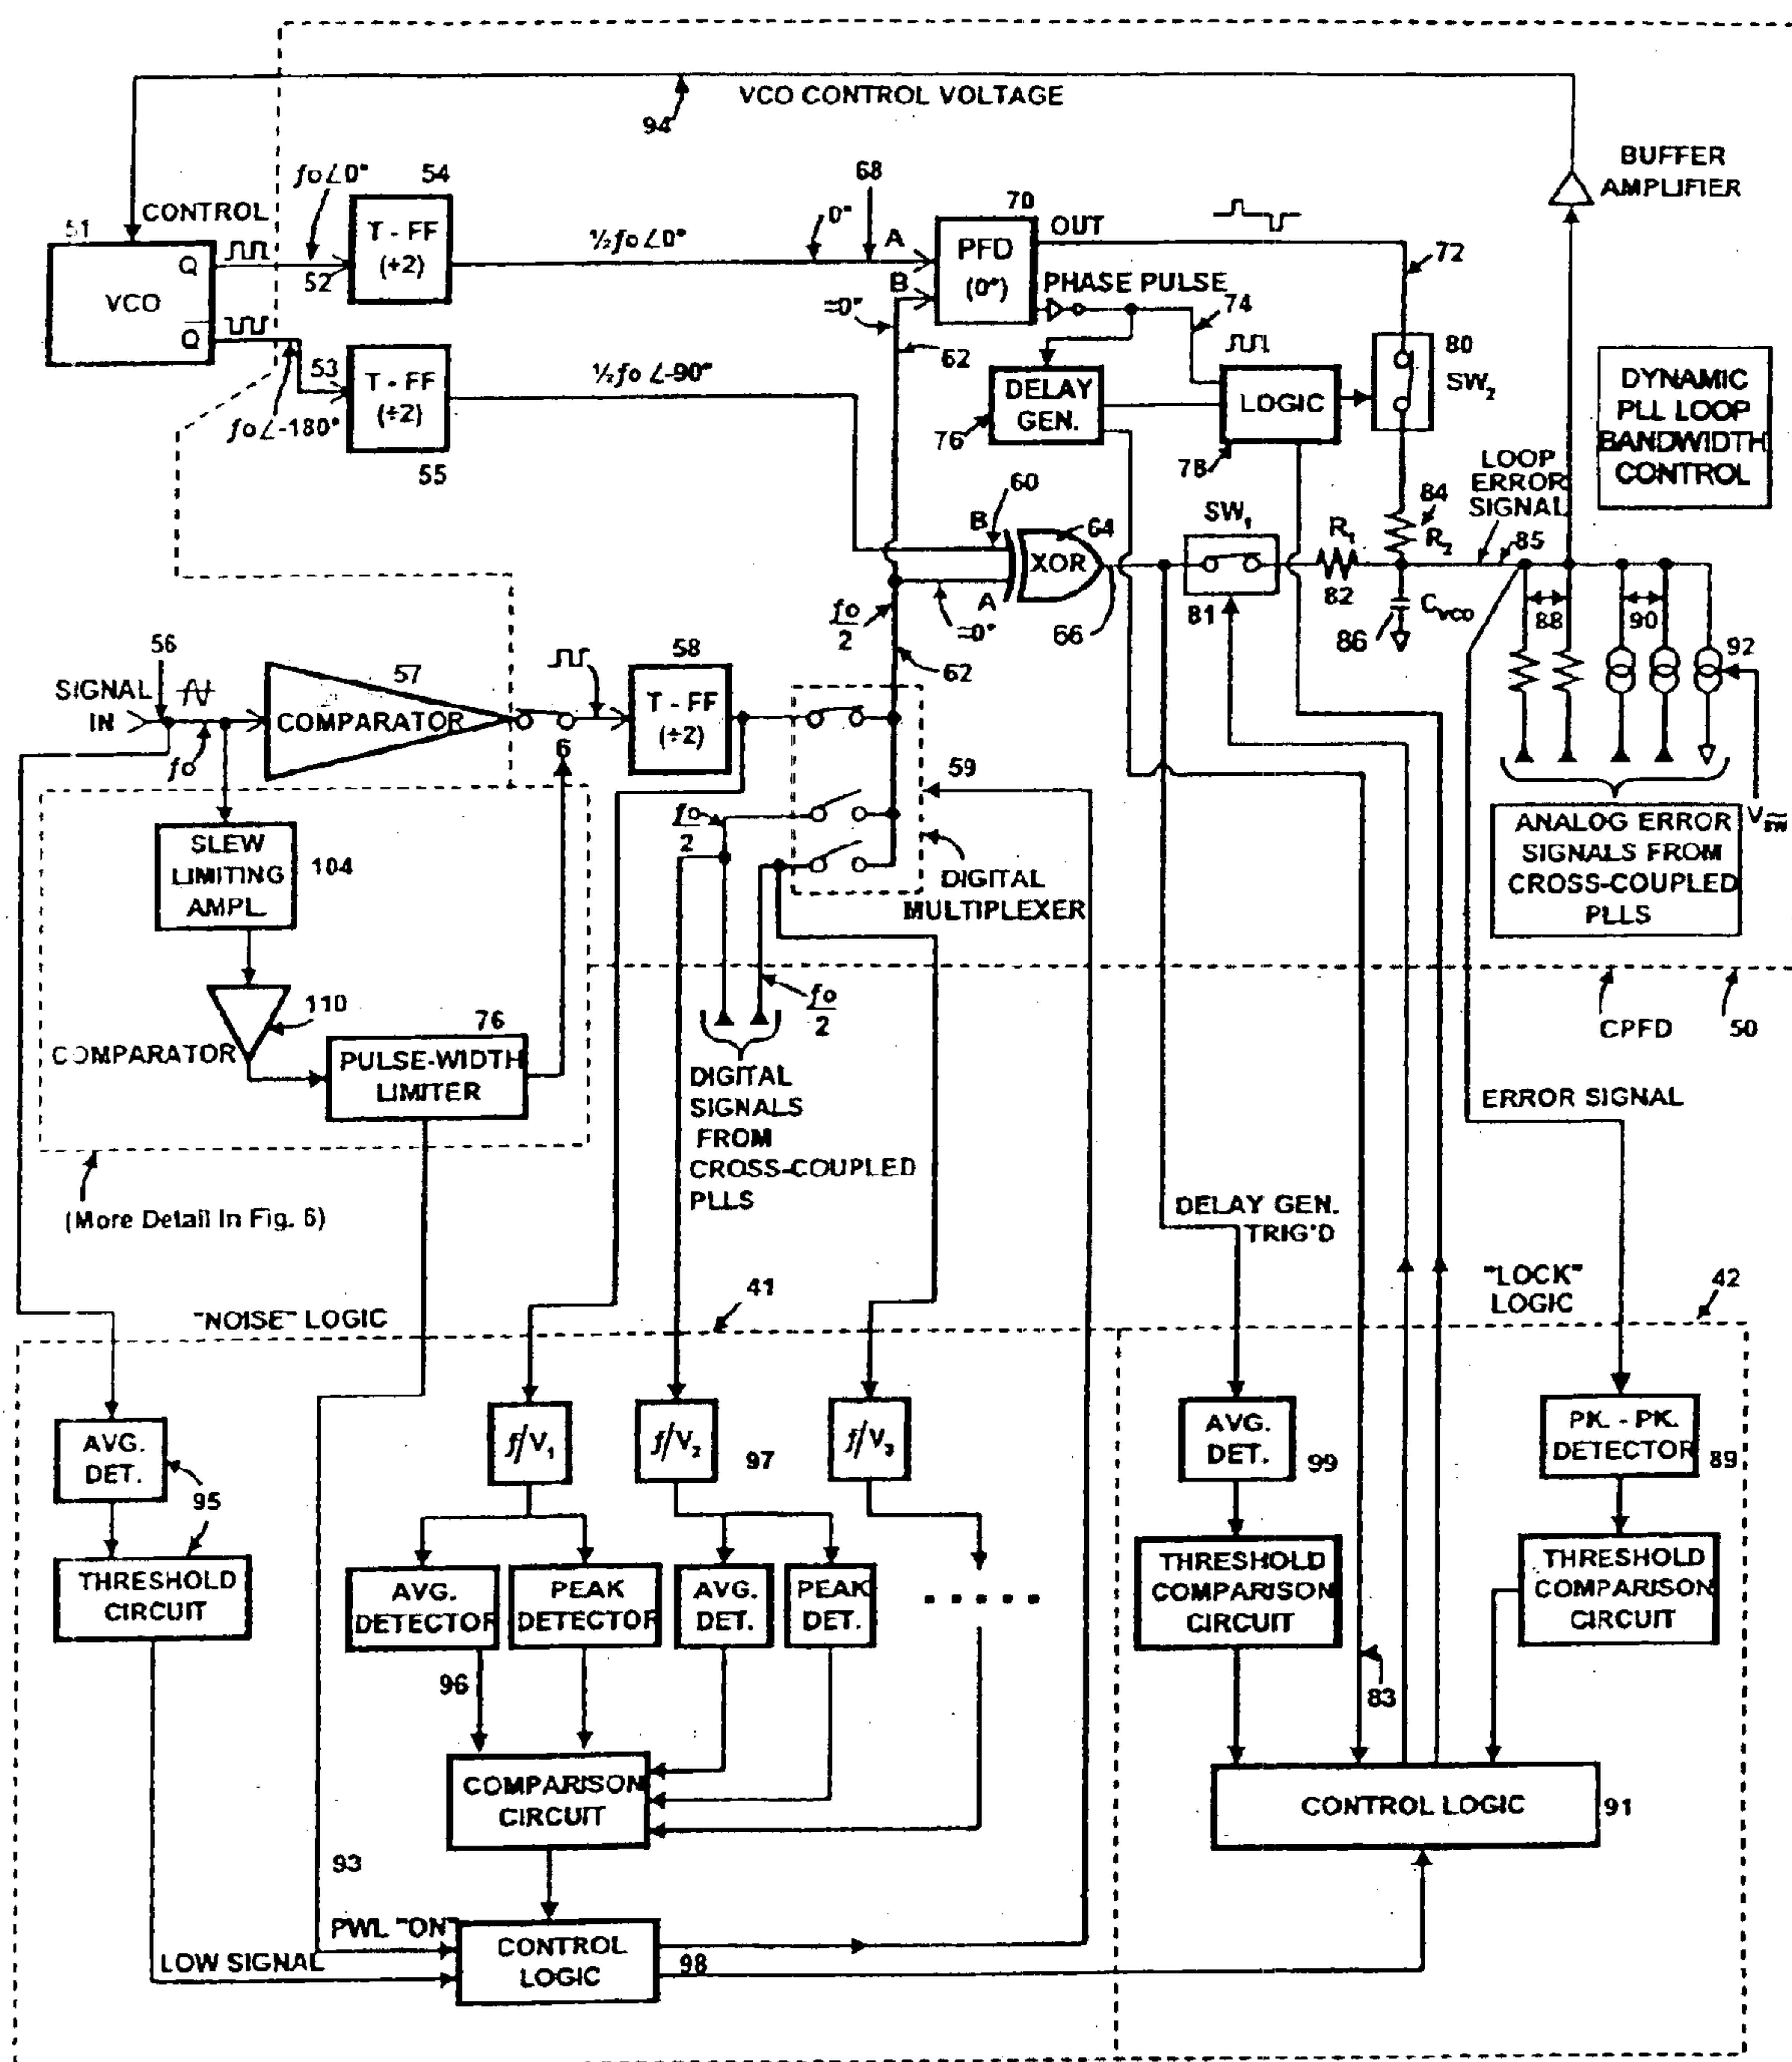 VCO CONTROL VOLTAGE
94
BUFFER
AMPLIFIER
51
CONTROL
VCO
Q
Q̅
fo∠0°
52
54
T - FF
(÷2)
½fo∠0°
0°
68
A
B
≈0°
62
70
PFD
(0°)
OUT
PHASE PULSE
72
74
fo∠-180°
53
T - FF
(÷2)
55
½fo∠-90°
DELAY
GEN.
76
LOGIC
78
80
SW₂
DYNAMIC
PLL LOOP
BANDWIDTH
CONTROL
60
B
A
≈0°
64
XOR
66
SW₁
81
R₁
82
84
R₂
LOOP
ERROR
SIGNAL
85
86
C_VCO
88
90
92
V_SW
ANALOG ERROR
SIGNALS FROM
CROSS-COUPLED
PLLS
56
SIGNAL
IN
fo
57
COMPARATOR
6
58
T - FF
(÷2)
fo
2
62
59
DIGITAL
MULTIPLEXER
fo
2
fo
2
DIGITAL
SIGNALS
FROM
CROSS-COUPLED
PLLS
SLEW
LIMITING
AMPL.
104
110
COMPARATOR
76
PULSE-WIDTH
LIMITER
(More Detail In Fig. 6)
CPFD
50
ERROR SIGNAL
DELAY GEN.
TRIG'D
"NOISE" LOGIC
41
"LOCK"
LOGIC
42
AVG.
DET.
95
THRESHOLD
CIRCUIT
f/V₁
f/V₂
97
f/V₃
AVG.
DETECTOR
PEAK
DETECTOR
AVG.
DET.
PEAK
DET.
.....
96
COMPARISON
CIRCUIT
93
PWL "ON"
LOW SIGNAL
CONTROL
LOGIC
98
AVG.
DET.
99
THRESHOLD
COMPARISON
CIRCUIT
83
PK. - PK.
DETECTOR
89
THRESHOLD
COMPARISON
CIRCUIT
CONTROL LOGIC
91